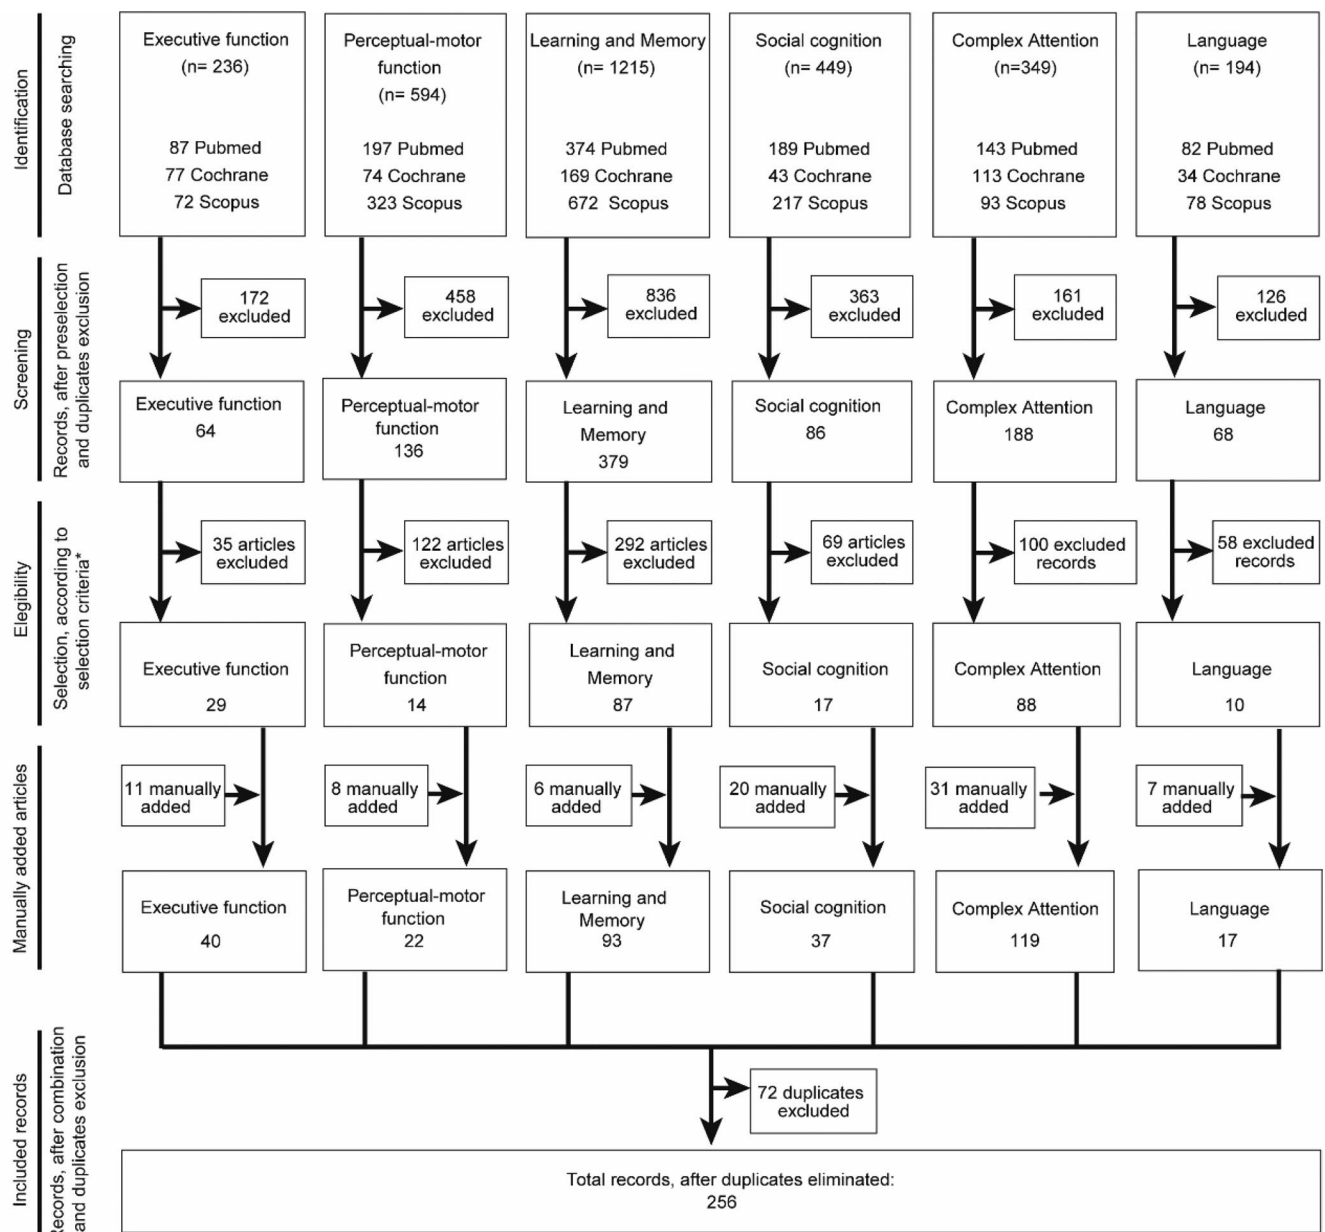 Identification
Database searching
Executive function
(n= 236)
87 Pubmed
77 Cochrane
72 Scopus
Perceptual-motor
function
(n= 594)
197 Pubmed
74 Cochrane
323 Scopus
Learning and Memory
(n= 1215)
374 Pubmed
169 Cochrane
672 Scopus
Social cognition
(n= 449)
189 Pubmed
43 Cochrane
217 Scopus
Complex Attention
(n=349)
143 Pubmed
113 Cochrane
93 Scopus
Language
(n= 194)
82 Pubmed
34 Cochrane
78 Scopus
172
excluded
458
excluded
836
excluded
363
excluded
161
excluded
126
excluded
Screening
Records, after preselection
and duplicates exclusion
Executive function
64
Perceptual-motor
function
136
Learning and
Memory
379
Social cognition
86
Complex Attention
188
Language
68
Elegibility
Selection, according to
selection criteria*
35 articles
excluded
122 articles
excluded
292 articles
excluded
69 articles
excluded
100 excluded
records
58 excluded
records
Executive function
29
Perceptual-motor
function
14
Learning and
Memory
87
Social cognition
17
Complex Attention
88
Language
10
Manually added articles
11 manually
added
8 manually
added
6 manually
added
20 manually
added
31 manually
added
7 manually
added
Executive function
40
Perceptual-motor
function
22
Learning and
Memory
93
Social cognition
37
Complex Attention
119
Language
17
Included records
Records, after combination
and duplicates exclusion
72 duplicates
excluded
Total records, after duplicates eliminated:
256